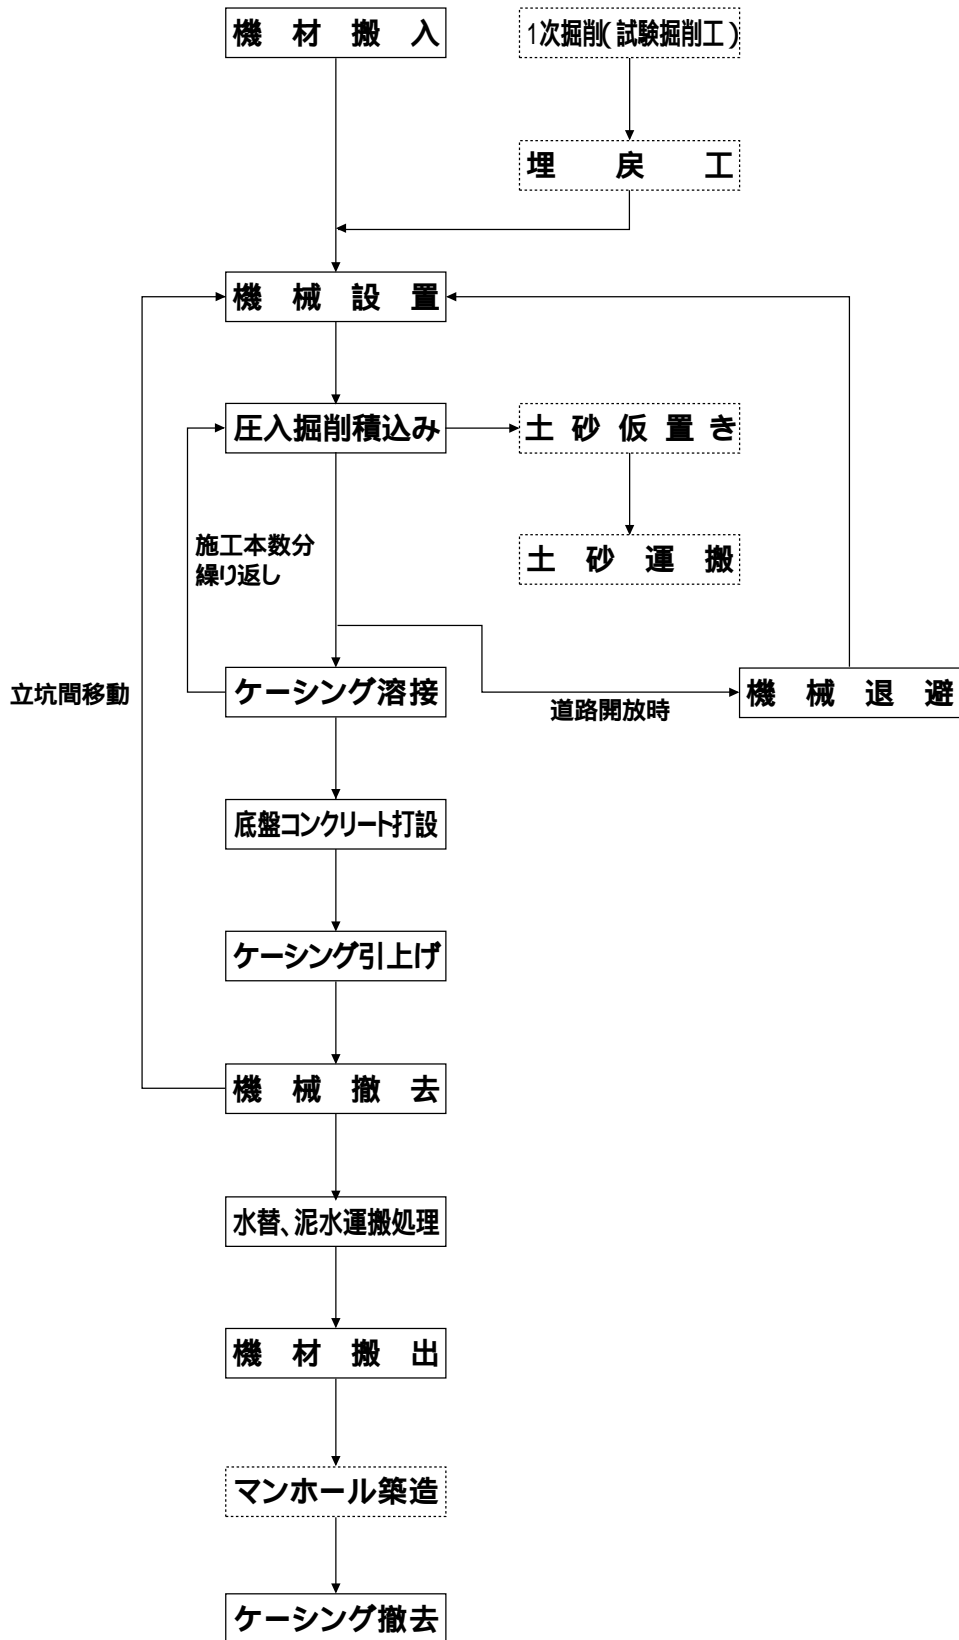 機材搬入
1次掘削(試験掘削工)
埋戻工
機械設置
圧入掘削積込み
土砂仮置き
施工本数分
繰り返し
土砂運搬
立坑間移動
ケーシング溶接
道路開放時
機械退避
底盤コンクリート打設
ケーシング引上げ
機械撤去
水替、泥水運搬処理
機材搬出
マンホール築造
ケーシング撤去